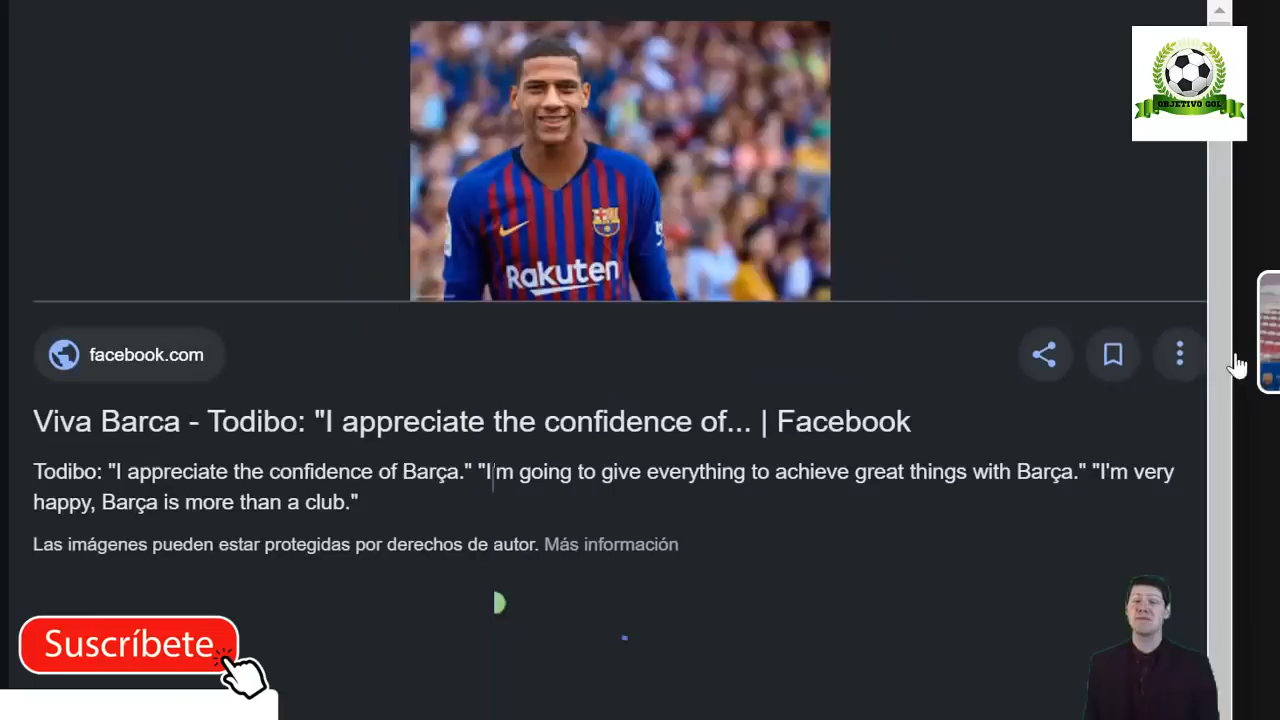 OBJETIVO GOL
Rakuten
facebook.com
Viva Barca - Todibo: "I appreciate the confidence of... | Facebook
Todibo: "I appreciate the confidence of Barça." "I'm going to give everything to achieve great things with Barça." "I'm very
happy, Barça is more than a club."
Las imágenes pueden estar protegidas por derechos de autor. Más información
Suscríbete